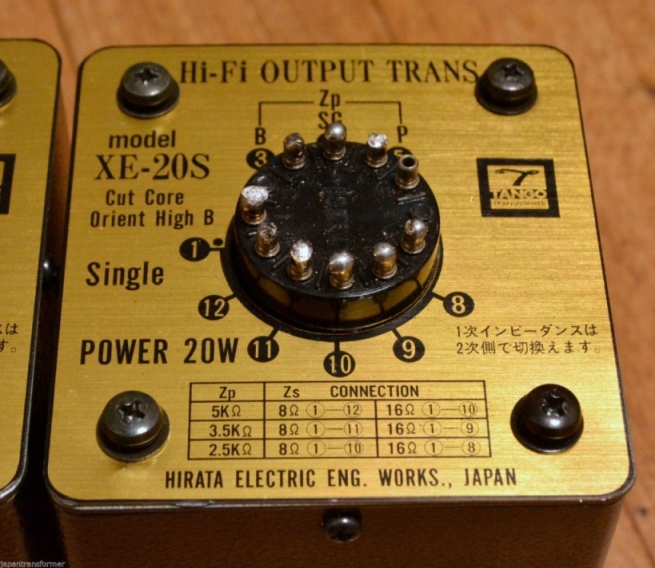 Hi-Fi OUTPUT TRANS
Zp
SG
B P
3
model
XE-20S
Cut Core
Orient High B
TANGO
TRANSFORMER
1
Single
12
8
POWER 20W
11
10
9
1次インピーダンスは
2次側で切換えます。
Zp Zs CONNECTION
5KΩ 8Ω ①—⑫ 16Ω ①—⑩
3.5KΩ 8Ω ①—⑪ 16Ω ①—⑨
2.5KΩ 8Ω ①—⑩ 16Ω ①—⑧
HIRATA ELECTRIC ENG. WORKS., JAPAN
japantransformer